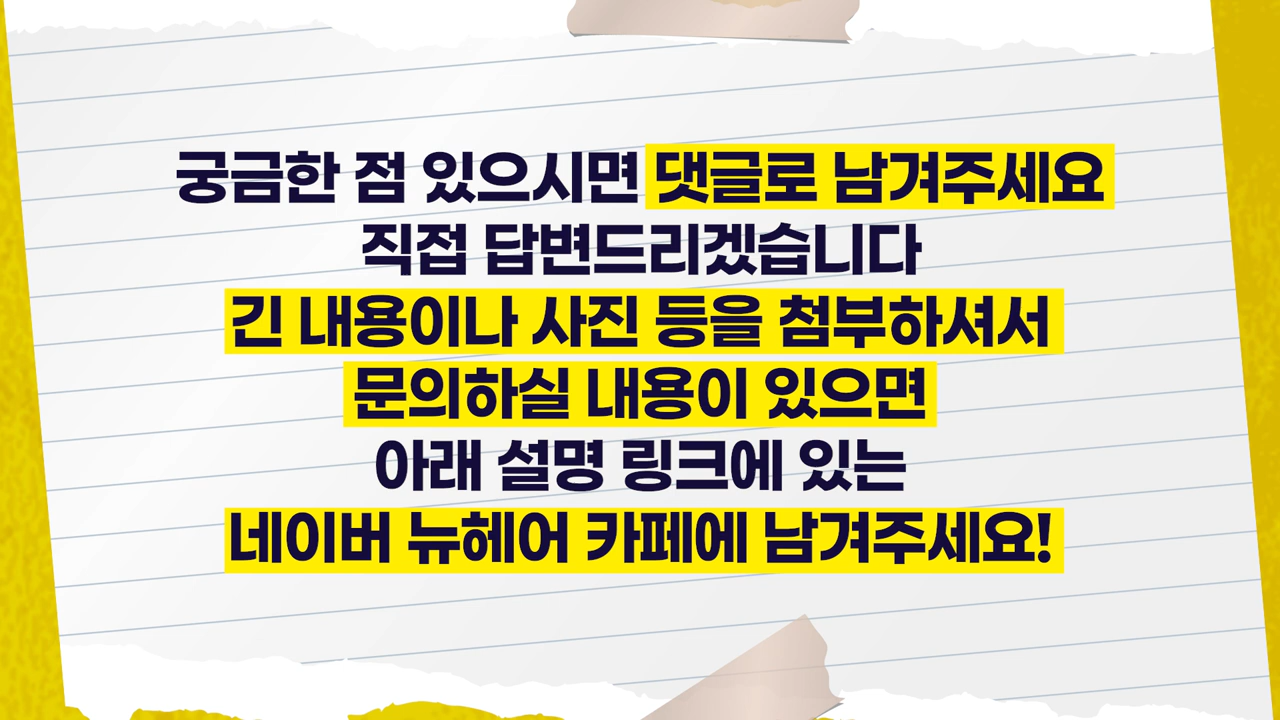 궁금한 점 있으시면 댓글로 남겨주세요
직접 답변드리겠습니다
긴 내용이나 사진 등을 첨부하셔서
문의하실 내용이 있으면
아래 설명 링크에 있는
네이버 뉴헤어 카페에 남겨주세요!